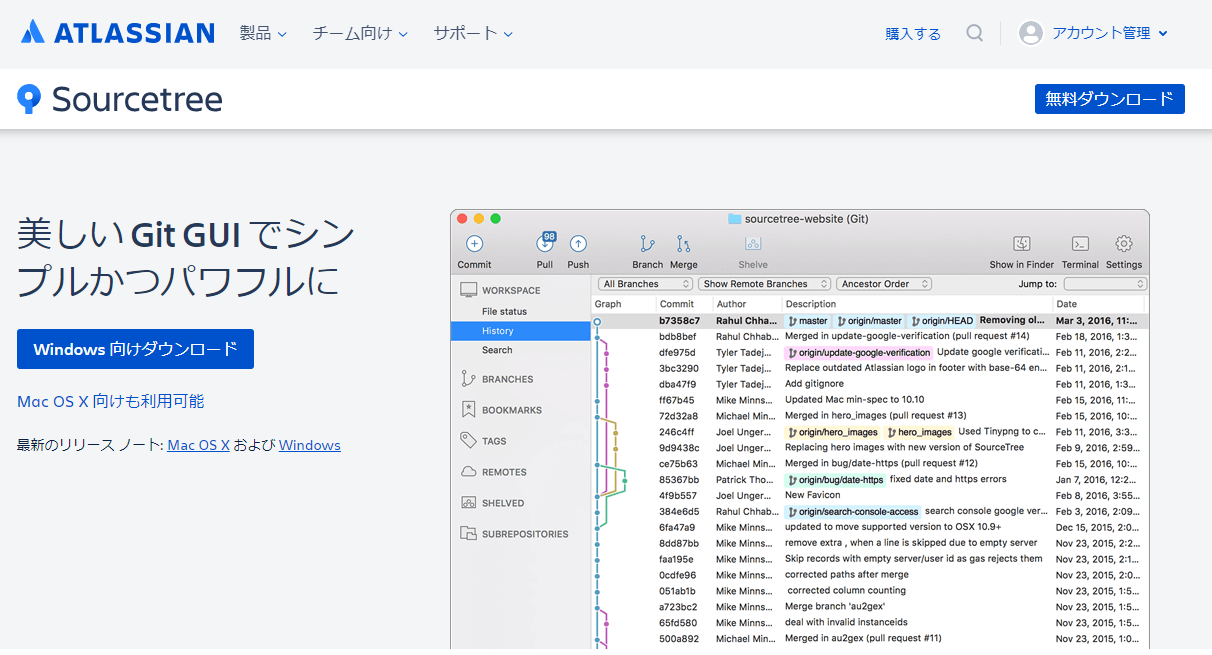 ATLASSIAN 製品 チーム向け サポート 購入する アカウント管理
Sourcetree 無料ダウンロード
美しい Git GUI でシン
プルかつパワフルに
Windows 向けダウンロード
Mac OS X 向けも利用可能
最新のリリース ノート: Mac OS X および Windows
sourcetree-website (Git)
98
Commit Pull Push Branch Merge Shelve Show in Finder Terminal Settings
All Branches Show Remote Branches Ancestor Order Jump to:
WORKSPACE
File status
History
Search
BRANCHES
BOOKMARKS
TAGS
REMOTES
SHELVED
SUBREPOSITORIES
Graph Commit Author Description Date
b7358c7 Rahul Chha... master origin/master origin/HEAD Removing ol... Mar 3, 2016, 11:...
bdb8bef Rahul Chhab... Merged in update-google-verification (pull request #14) Feb 18, 2016, 1:3...
dfe975d Tyler Tadej... origin/update-google-verification Update google verificati... Feb 11, 2016, 2:2...
3bc3290 Tyler Tadej... Replace outdated Atlassian logo in footer with base-64 en... Feb 11, 2016, 2:1...
dba47f9 Tyler Tadej... Add gitignore Feb 11, 2016, 1:3...
ff67b45 Mike Minns... Updated Mac min-spec to 10.10 Feb 15, 2016, 11:...
72d32a8 Michael Min... Merged in hero_images (pull request #13) Feb 15, 2016, 10:...
246c4ff Joel Unger... origin/hero_images hero_images Used Tinypng to c... Feb 11, 2016, 3:3...
9d9438c Joel Unger... Replacing hero images with new version of SourceTree Feb 9, 2016, 2:59...
ce75b63 Michael Min... Merged in bug/date-https (pull request #12) Feb 15, 2016, 10:...
85367bb Patrick Tho... origin/bug/date-https fixed date and https errors Jan 7, 2016, 12:2...
4f9b557 Joel Unger... New Favicon Feb 8, 2016, 3:55...
384e6d5 Rahul Chhab... origin/search-console-access search console google ver... Feb 3, 2016, 2:09...
6fa47a9 Mike Minns... updated to move supported version to OSX 10.9+ Dec 15, 2015, 2:0...
8dd87bb Mike Minns... remove extra , when a line is skipped due to empty server Nov 23, 2015, 2:2...
faa195e Mike Minns... Skip records with empty server/user id as gas rejects them Nov 23, 2015, 2:1...
0cdfe96 Mike Minns... corrected paths after merge Nov 23, 2015, 2:0...
051ab1b Mike Minns... corrected column counting Nov 23, 2015, 1:5...
a723bc2 Mike Minns... Merge branch 'au2gex' Nov 23, 2015, 1:5...
65fd580 Mike Minns... deal with invalid instanceids Nov 23, 2015, 1:5...
500a892 Michael Min... Merged in au2gex (pull request #11) Nov 23, 2015, 1:0...